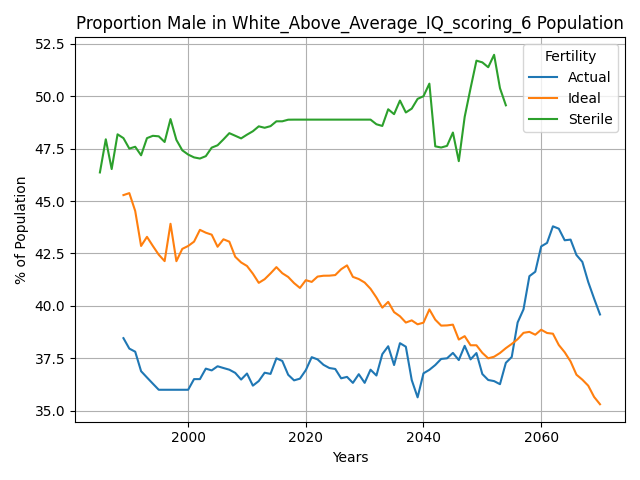 Proportion Male in White_Above_Average_IQ_scoring_6 Population
52.5
50.0
47.5
45.0
42.5
40.0
37.5
35.0
% of Population
Fertility
Actual
Ideal
Sterile
2000
2020
2040
2060
Years